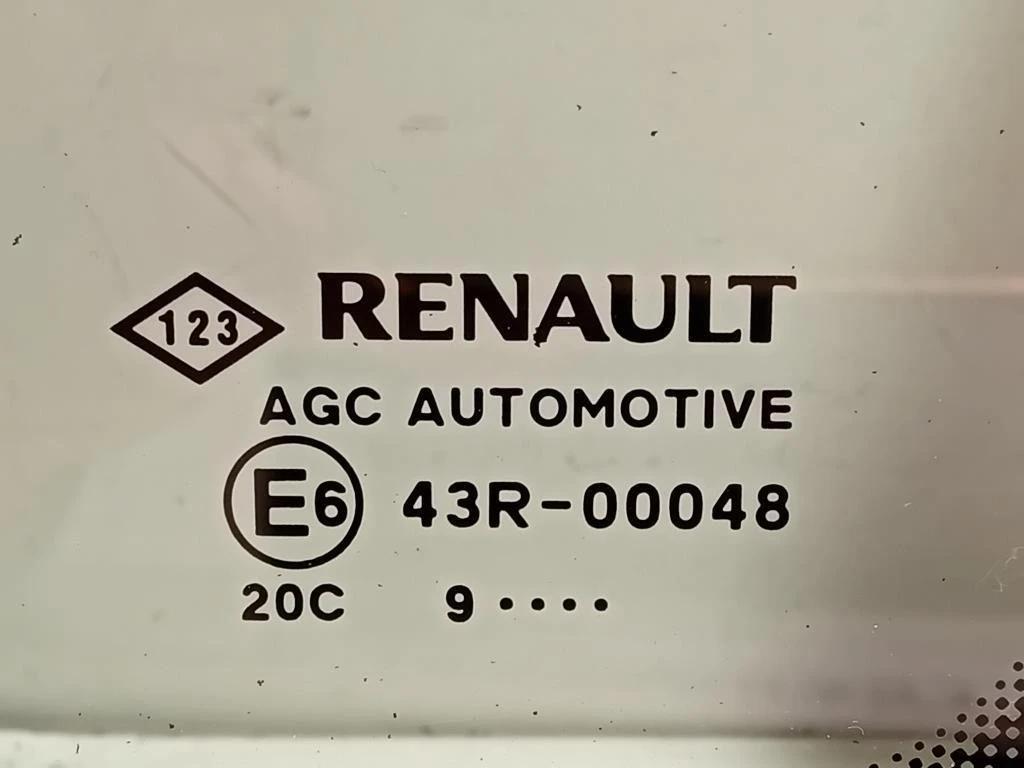 123 RENAULT
AGC AUTOMOTIVE
E6 43R-00048
20C 9 ····